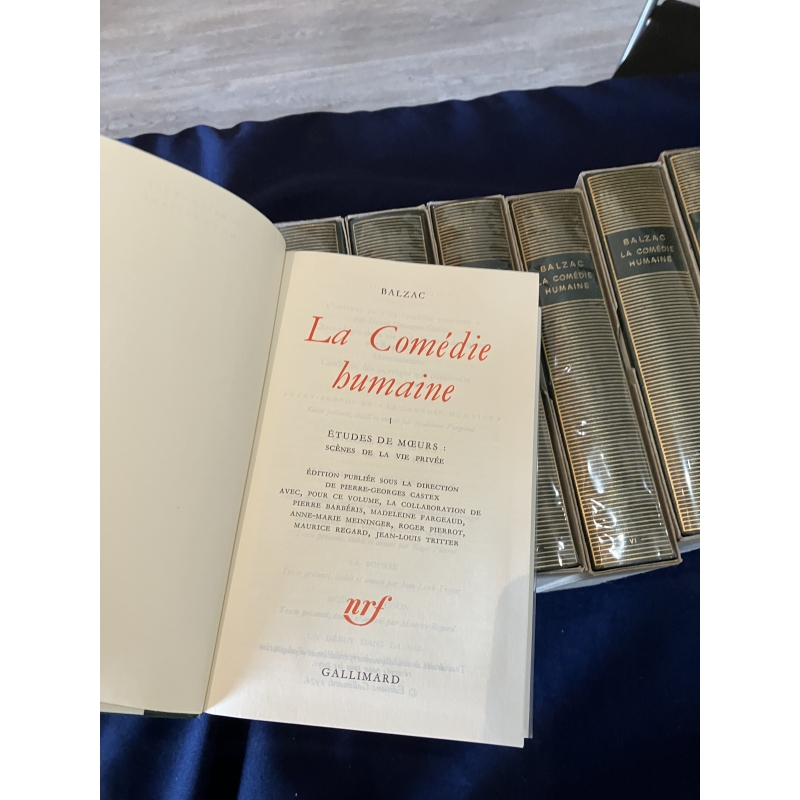 BALZAC
La Comédie
humaine
I
ÉTUDES DE MŒURS :
SCÈNES DE LA VIE PRIVÉE
ÉDITION PUBLIÉE SOUS LA DIRECTION
DE PIERRE-GEORGES CASTEX
AVEC, POUR CE VOLUME, LA COLLABORATION DE
PIERRE BARBÉRIS, MADELEINE FARGEAUD,
ANNE-MARIE MEININGER, ROGER PIERROT,
MAURICE REGARD, JEAN-LOUIS TRITTER
nrf
GALLIMARD
BALZAC
LA COMÉDIE
HUMAINE
VI
BALZAC
LA COMÉDIE
HUMAINE